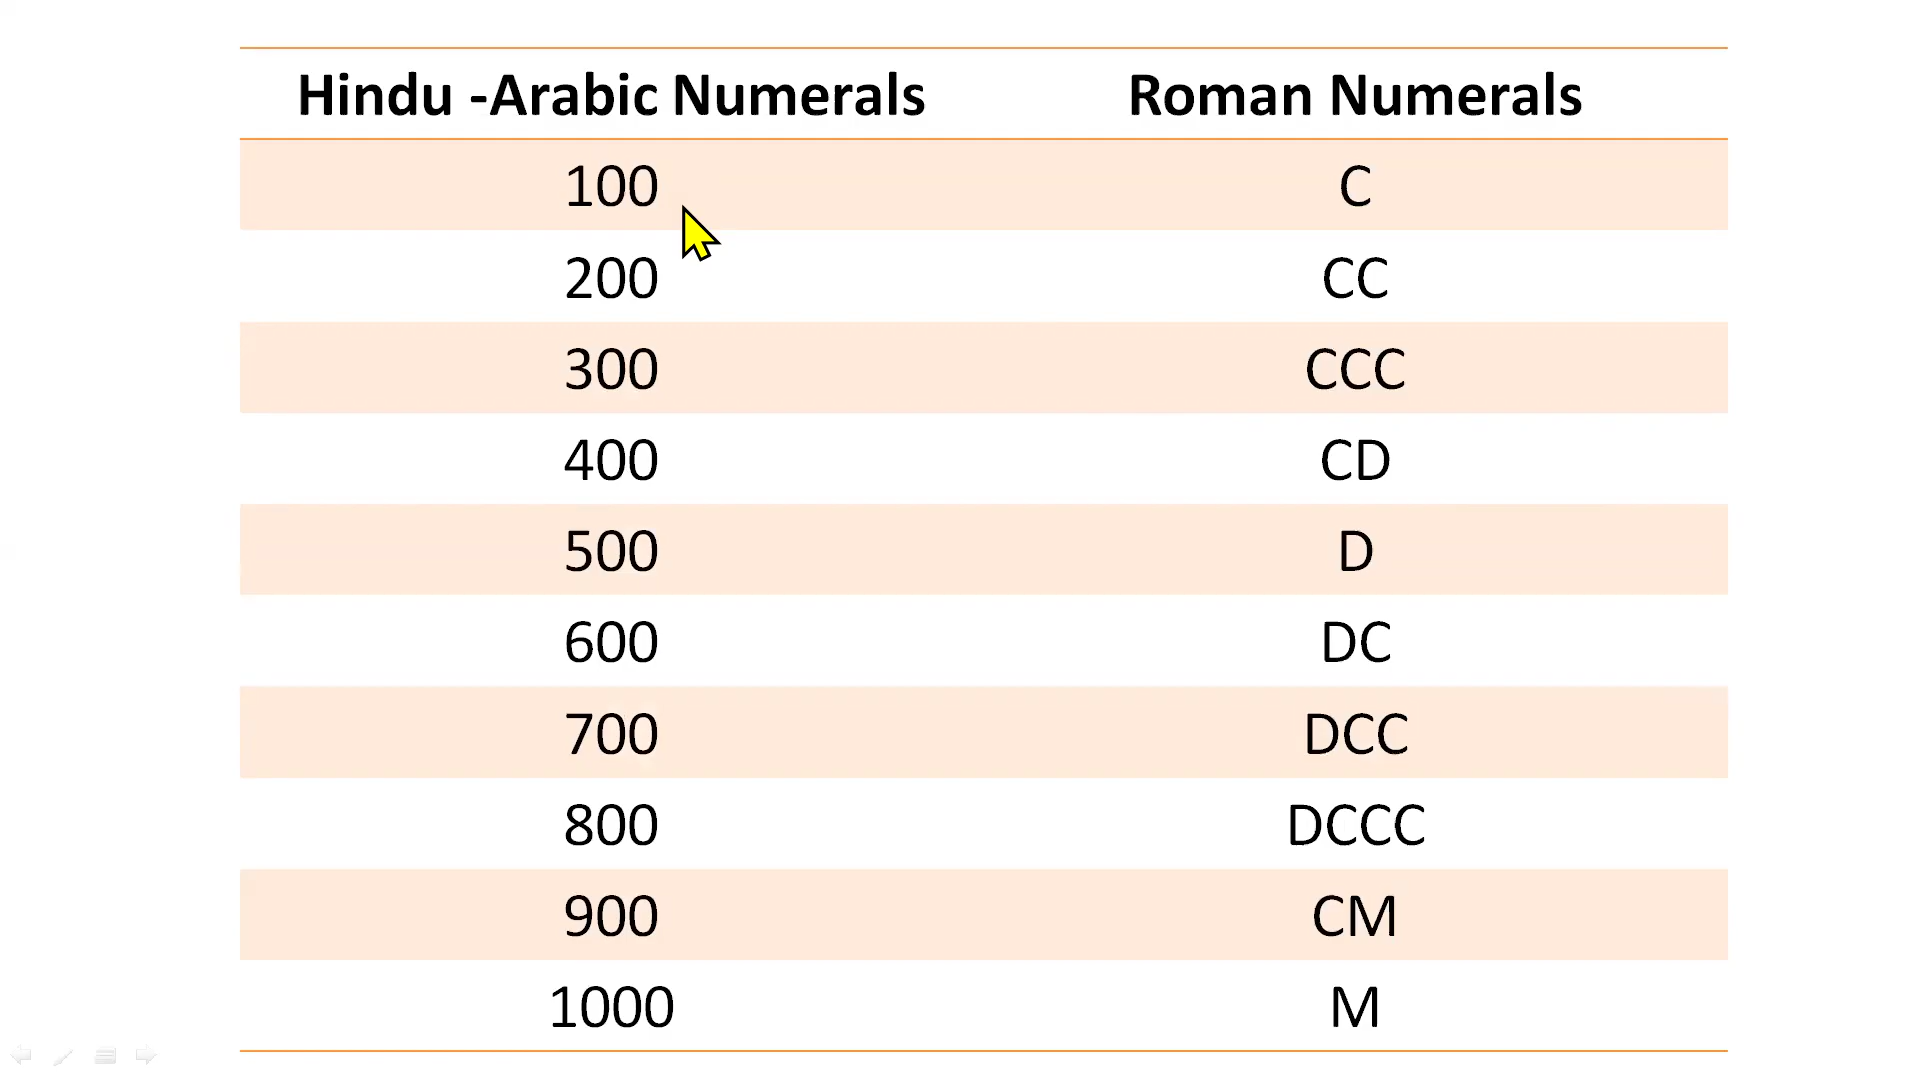 Hindu -Arabic Numerals Roman Numerals
100 C
200 CC
300 CCC
400 CD
500 D
600 DC
700 DCC
800 DCCC
900 CM
1000 M